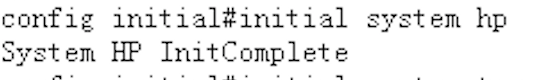 config initial#initial system hp
System HP InitComplete